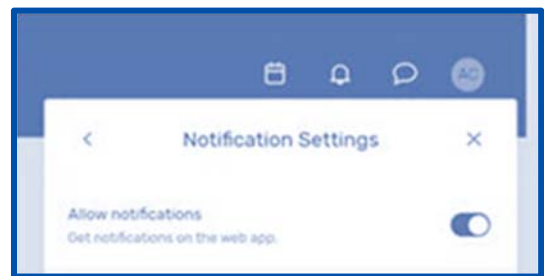 AC
Notification Settings
Allow notifications
Get notifications on the web app.